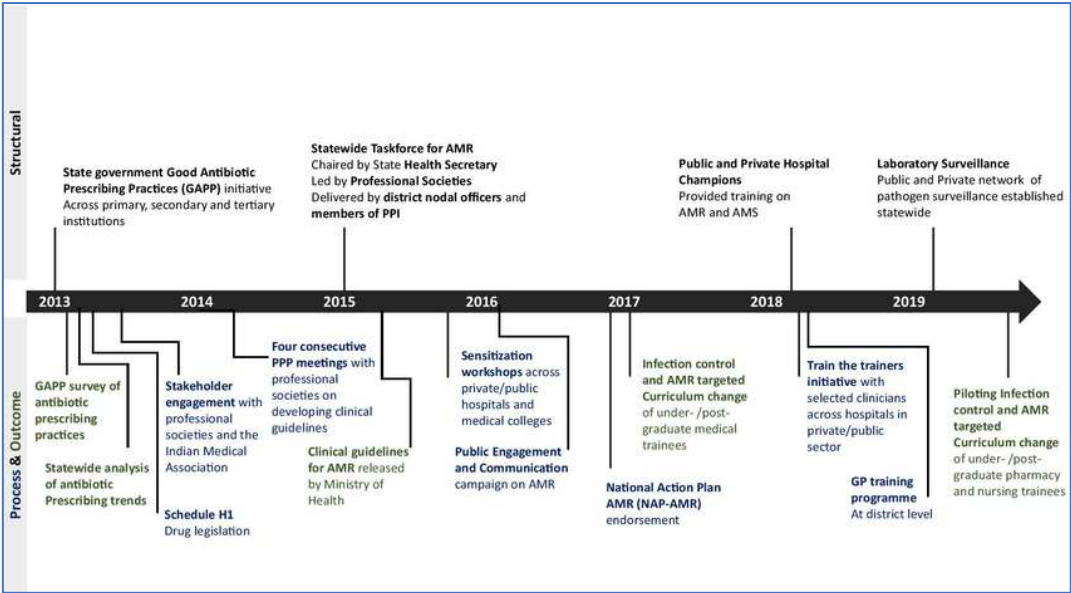 Structural
State government Good Antibiotic
Prescribing Practices (GAPP) initiative
Across primary, secondary and tertiary
institutions
Statewide Taskforce for AMR
Chaired by State Health Secretary
Led by Professional Societies
Delivered by district nodal officers and
members of PPI
Public and Private Hospital
Champions
Provided training on
AMR and AMS
Laboratory Surveillance
Public and Private network of
pathogen surveillance established
statewide
2013
2014
2015
2016
2017
2018
2019
Process & Outcome
GAPP survey of
antibiotic
prescribing
practices
Statewide analysis
of antibiotic
Prescribing trends
Stakeholder
engagement with
professional
societies and the
Indian Medical
Association
Schedule H1
Drug legislation
Four consecutive
PPP meetings with
professional
societies on
developing clinical
guidelines
Clinical guidelines
for AMR released
by Ministry of
Health
Sensitization
workshops across
private/public
hospitals and
medical colleges
Public Engagement
and Communication
campaign on AMR
National Action Plan
AMR (NAP-AMR)
endorsement
Infection control
and AMR targeted
Curriculum change
of under- /post-
graduate medical
trainees
Train the trainers
initiative with
selected clinicians
across hospitals in
private/public
sector
GP training
programme
At district level
Piloting Infection
control and AMR
targeted
Curriculum change
of under- /post-
graduate pharmacy
and nursing trainees